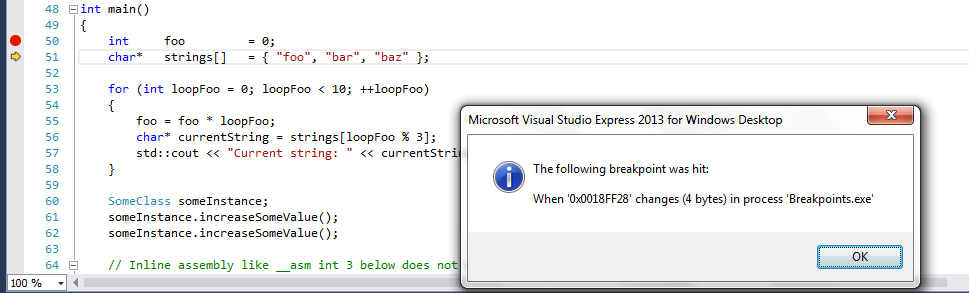 48 int main()
49 {
50 int foo = 0;
51 char* strings[] = { "foo", "bar", "baz" };
52
53 for (int loopFoo = 0; loopFoo < 10; ++loopFoo)
54 {
55 foo = foo * loopFoo;
56 char* currentString = strings[loopFoo % 3];
57 std::cout << "Current string: " << currentStrin
58 }
59
60 SomeClass someInstance;
61 someInstance.increaseSomeValue();
62 someInstance.increaseSomeValue();
63
64 // Inline assembly like __asm int 3 below does not
100 %
Microsoft Visual Studio Express 2013 for Windows Desktop
The following breakpoint was hit:
When '0x0018FF28' changes (4 bytes) in process 'Breakpoints.exe'
OK